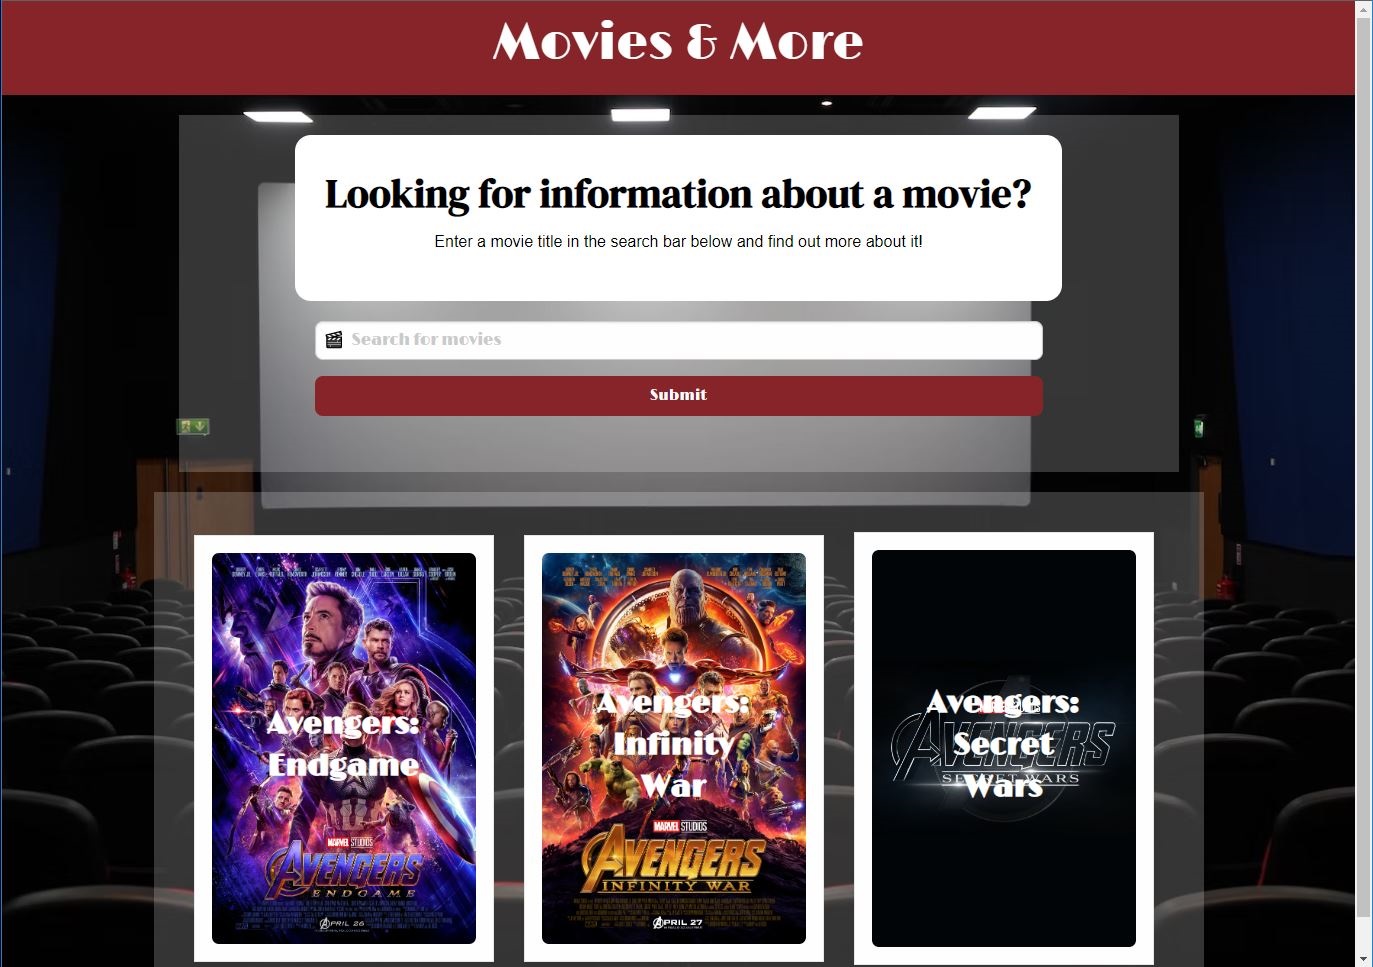 Movies & More
Looking for information about a movie?
Enter a movie title in the search bar below and find out more about it!
Search for movies
Submit
Avengers:
Endgame
MARVEL STUDIOS
AVENGERS
ENDGAME
APRIL 26
Avengers:
Infinity
War
MARVEL STUDIOS
AVENGERS
INFINITY WAR
APRIL 27
Avengers:
Secret
Wars
AVENGERS
SECRET WARS